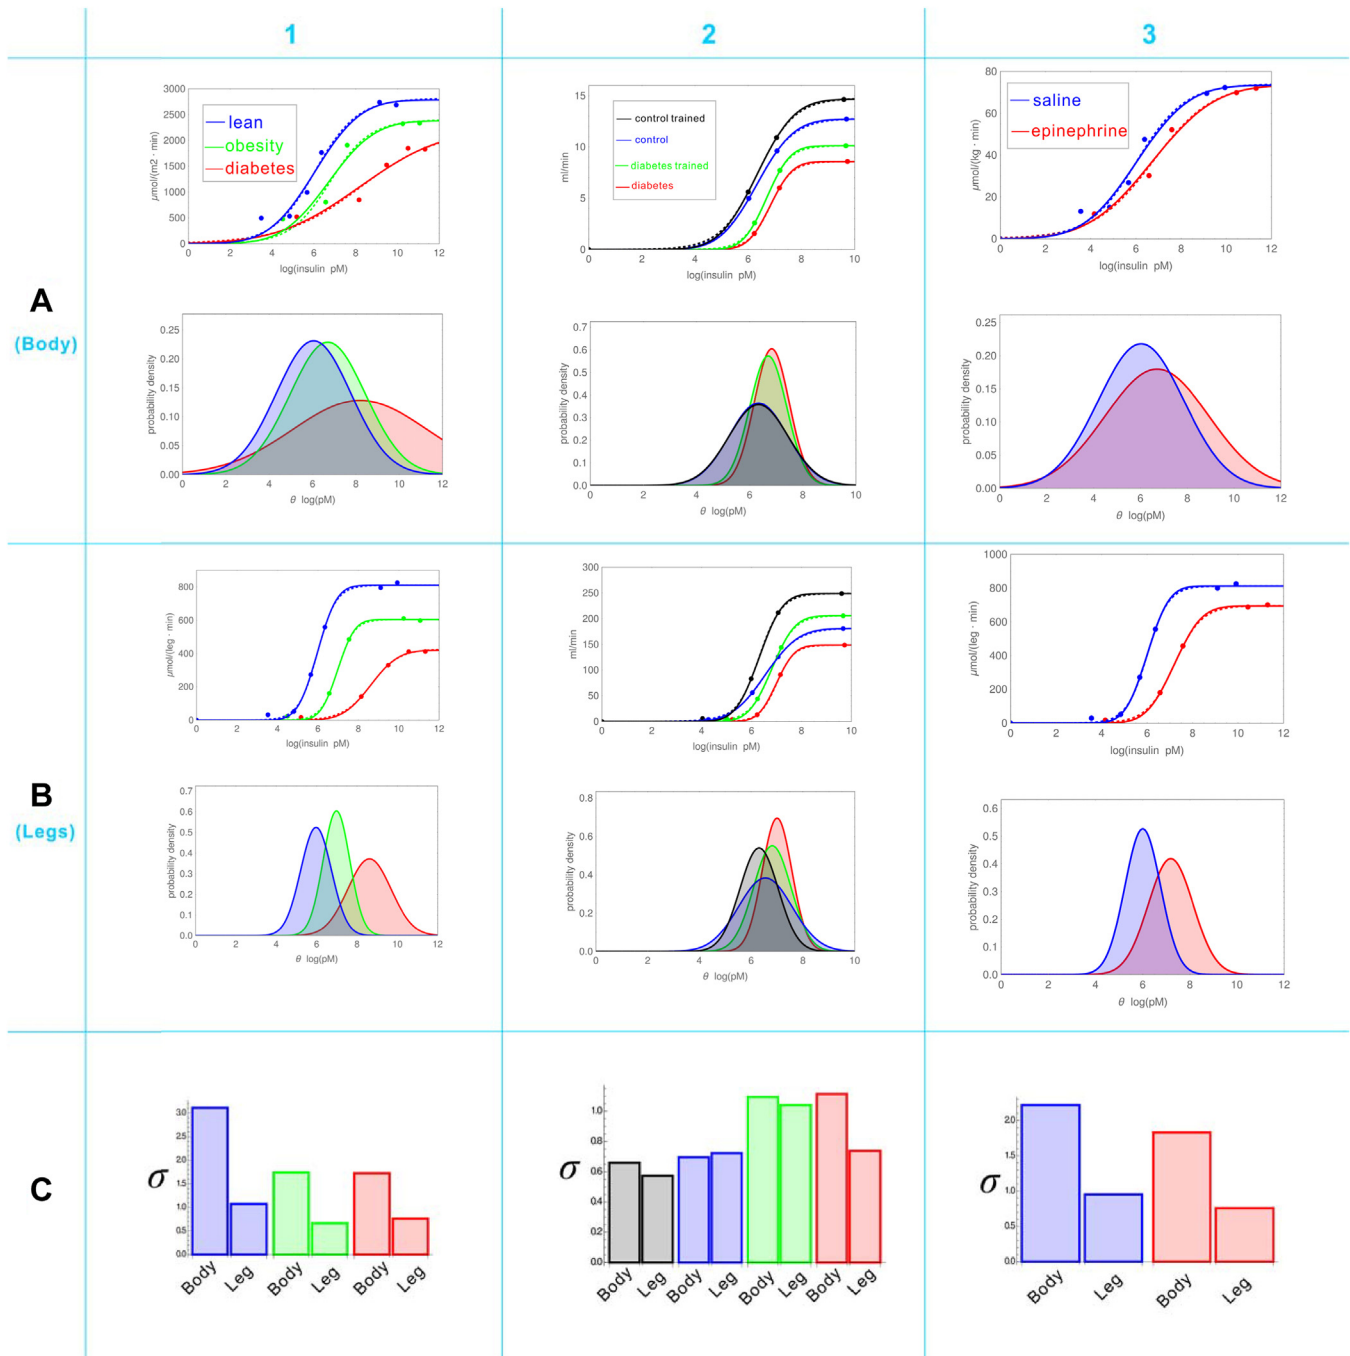 1 2 3
A
(Body)
3000
2500
2000
1500
1000
500
0
μmol/(m2 · min)
lean
obesity
diabetes
0 2 4 6 8 10 12
log(insulin pM)
15
10
5
0
ml/min
control trained
control
diabetes trained
diabetes
0 2 4 6 8 10
log(insulin pM)
80
60
40
20
0
μmol/(kg · min)
saline
epinephrine
0 2 4 6 8 10 12
log(insulin pM)
0.25
0.20
0.15
0.10
0.05
0.00
probability density
0 2 4 6 8 10 12
θ log(pM)
0.7
0.6
0.5
0.4
0.3
0.2
0.1
0.0
probability density
0 2 4 6 8 10
θ log(pM)
0.25
0.20
0.15
0.10
0.05
0.00
probability density
0 2 4 6 8 10 12
θ log(pM)
B
(Legs)
800
600
400
200
0
μmol/(leg · min)
0 2 4 6 8 10 12
log(insulin pM)
300
250
200
150
100
50
0
ml/min
0 2 4 6 8 10
log(insulin pM)
1000
800
600
400
200
0
μmol/(leg · min)
0 2 4 6 8 10 12
log(insulin pM)
0.7
0.6
0.5
0.4
0.3
0.2
0.1
0.0
probability density
0 2 4 6 8 10 12
θ log(pM)
0.8
0.6
0.4
0.2
0.0
probability density
0 2 4 6 8 10
θ log(pM)
0.6
0.5
0.4
0.3
0.2
0.1
0.0
probability density
0 2 4 6 8 10 12
θ log(pM)
C
σ
3.0
2.5
2.0
1.5
1.0
0.5
0.0
Body Leg Body Leg Body Leg
σ
1.0
0.8
0.6
0.4
0.2
0.0
Body Leg Body Leg Body Leg Body Leg
σ
2.0
1.5
1.0
0.5
0.0
Body Leg Body Leg